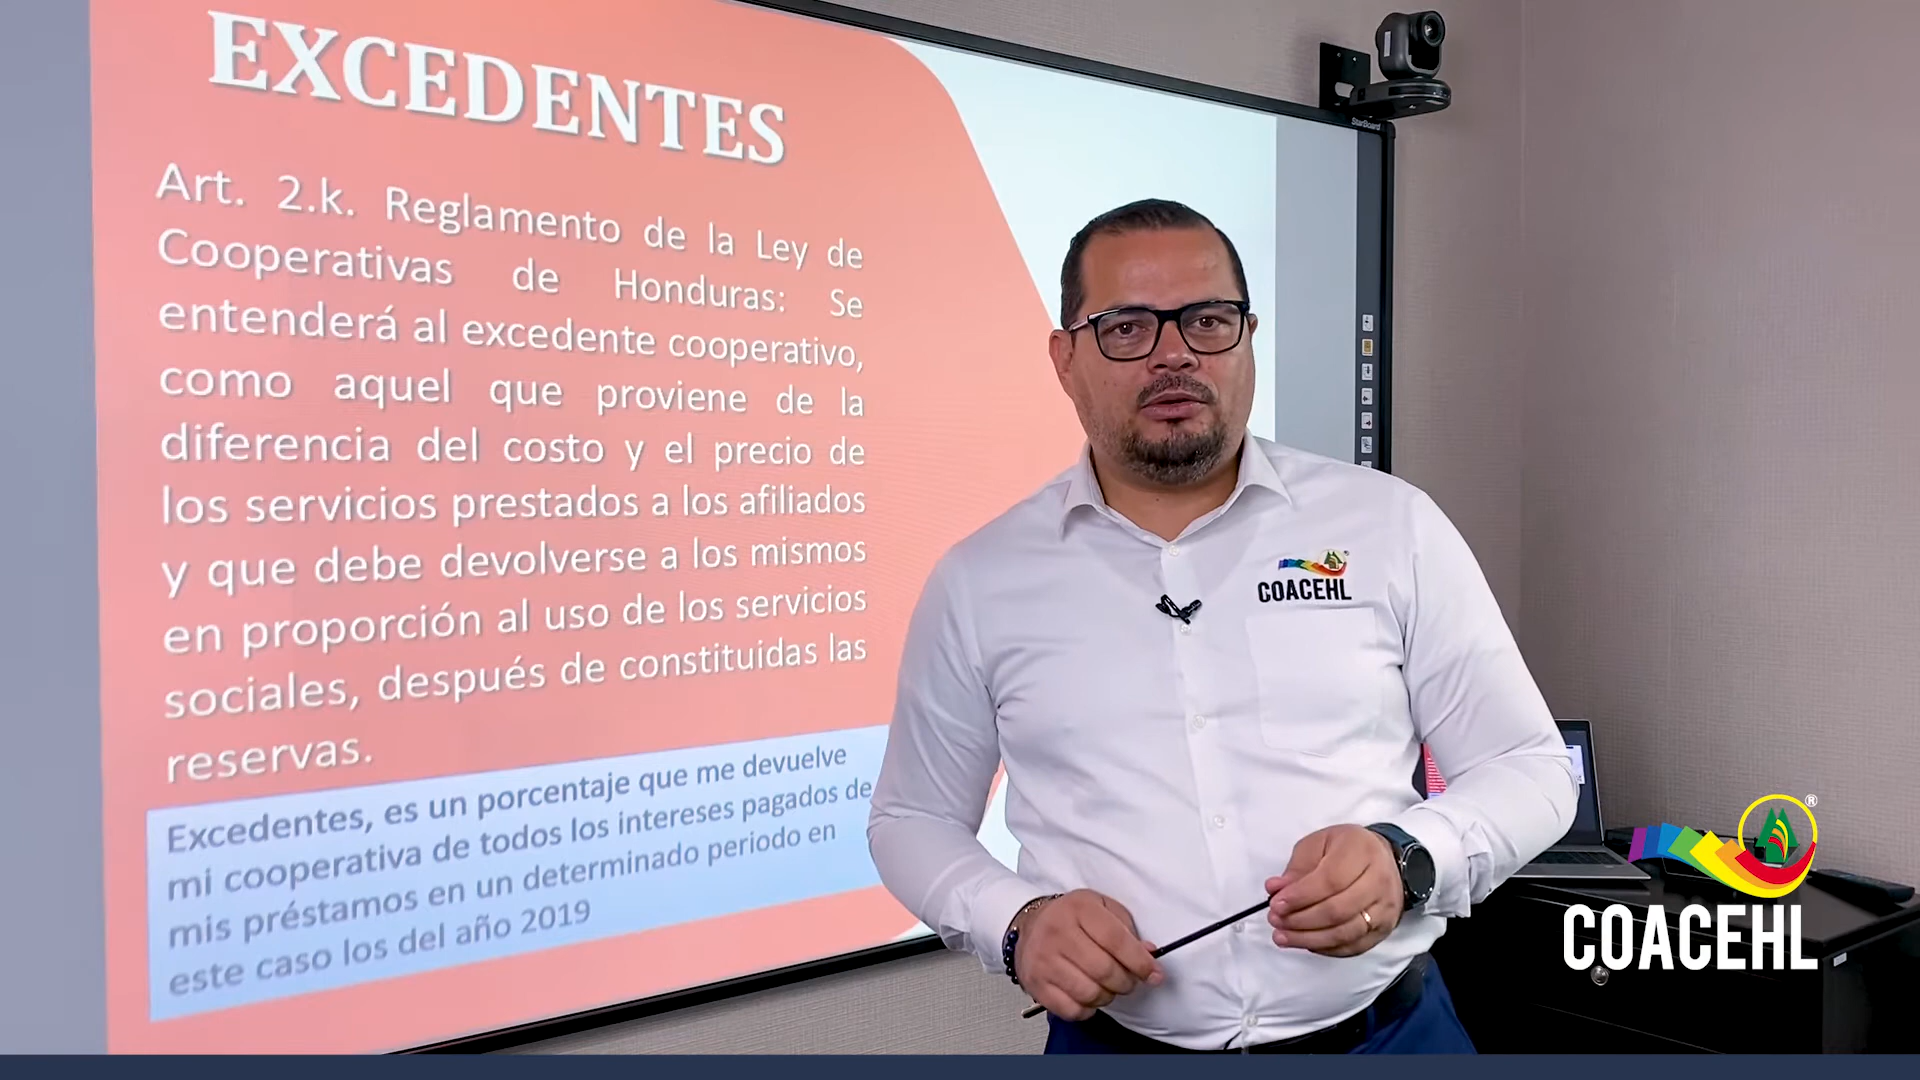 EXCEDENTES
Art. 2.k. Reglamento de la Ley de
Cooperativas de Honduras: Se
entenderá al excedente cooperativo,
como aquel que proviene de la
diferencia del costo y el precio de
los servicios prestados a los afiliados
y que debe devolverse a los mismos
en proporción al uso de los servicios
sociales, después de constituidas las
reservas.
Excedentes, es un porcentaje que me devuelve
mi cooperativa de todos los intereses pagados de
mis préstamos en un determinado periodo en
este caso los del año 2019
StarBoard
COACEHL
®
COACEHL